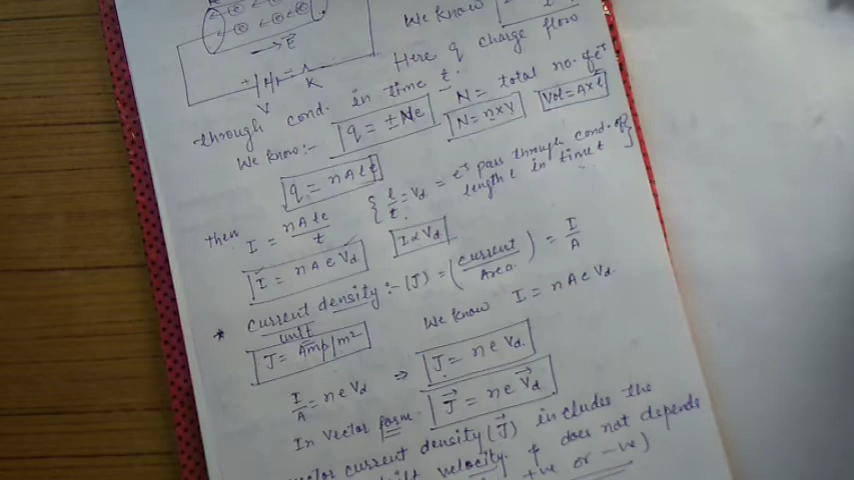 We know
E
+ -
V K
Here q charge flow
through cond. in time t.
We know:- q = ±Ne N = total no. of e⁻s
N = n×V Vol = A×l
q = nAle
then I = nAle/t { l/t = Vd = e⁻s pass through cond. of length l in time t }
I = nAeVd I ∝ Vd
* current density:- (J) = (current/Area) = I/A
unit
J = Amp/m² We know I = nAeVd
I/A = neVd ⇒ J = neVd.
In vector form. J⃗ = neV⃗d
current density (J⃗) includes the
velocity & does not depends
+ve or -ve)